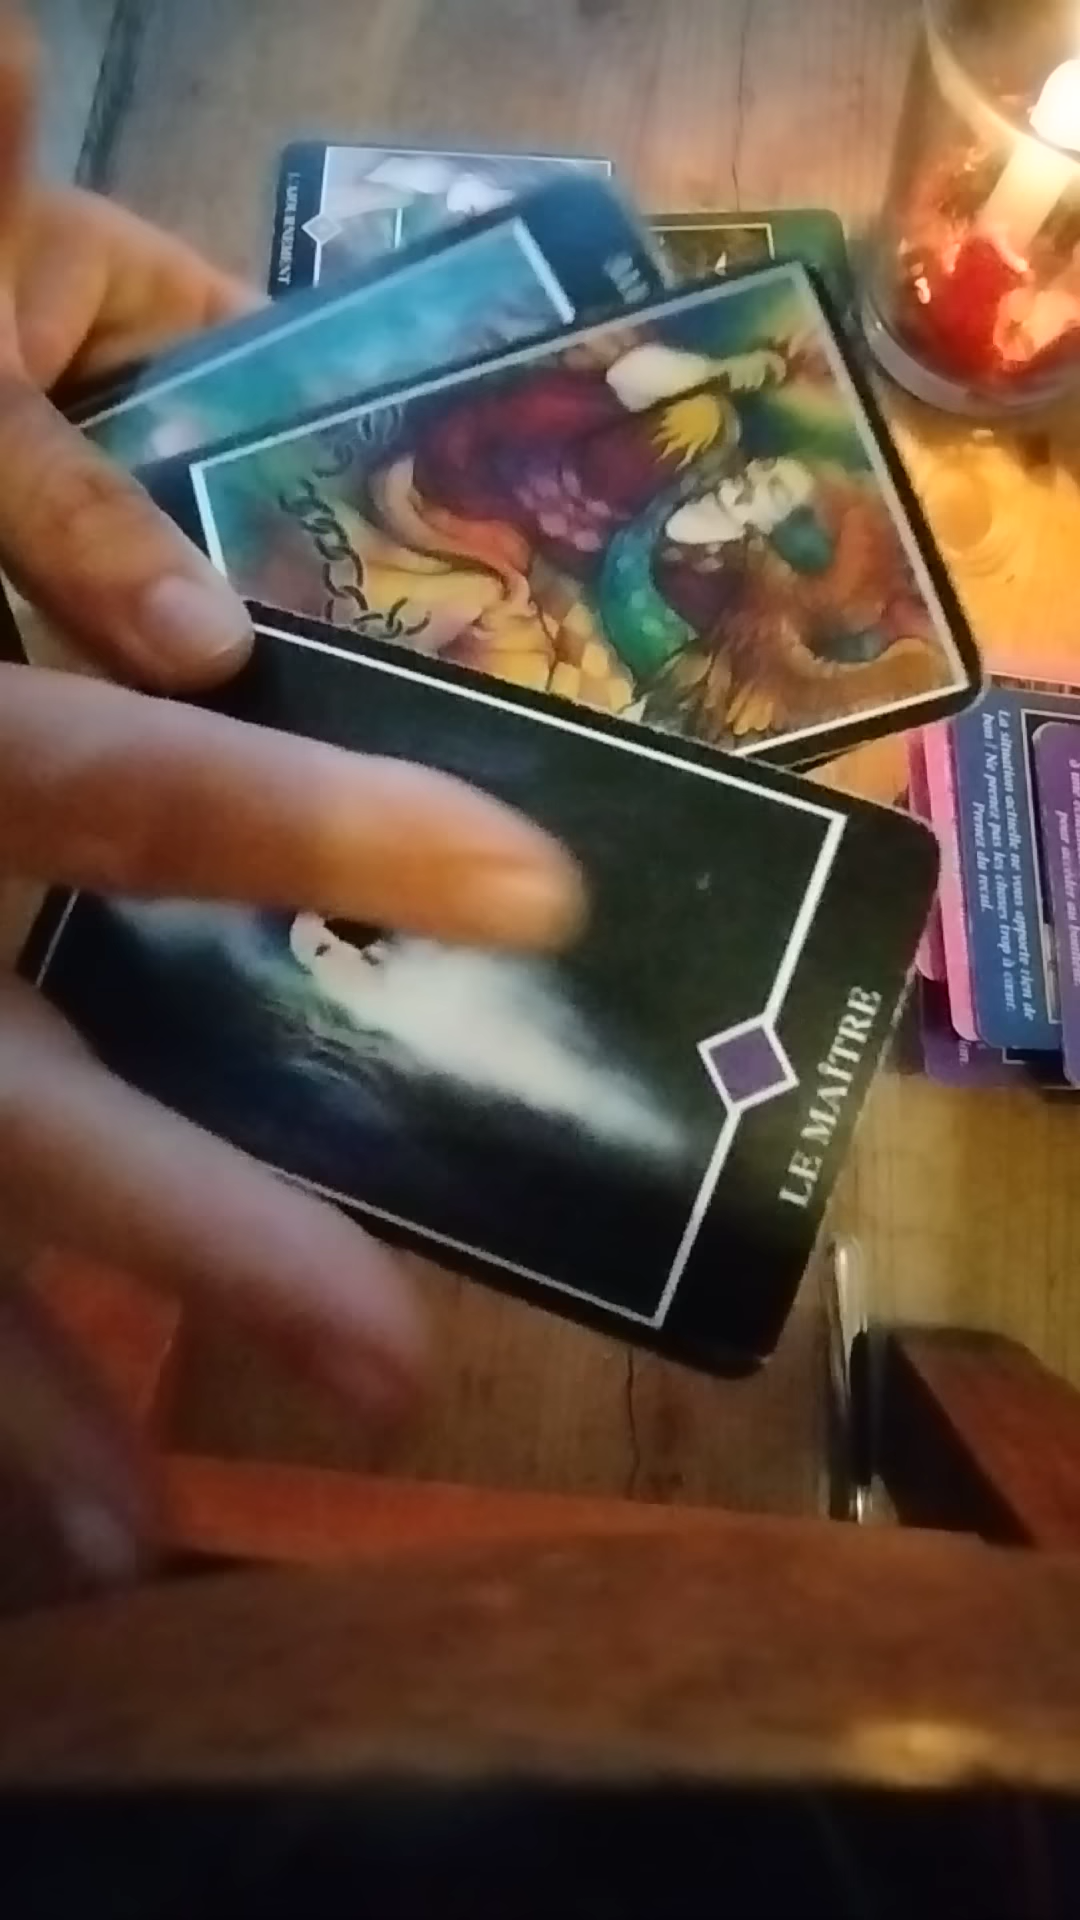 L'AJOURNEMENT
LE MAÎTRE
La situation actuelle ne vous apporte rien de
bon ! Ne prenez pas les choses trop à cœur.
Prenez du recul.
pour accéder au bonheur.